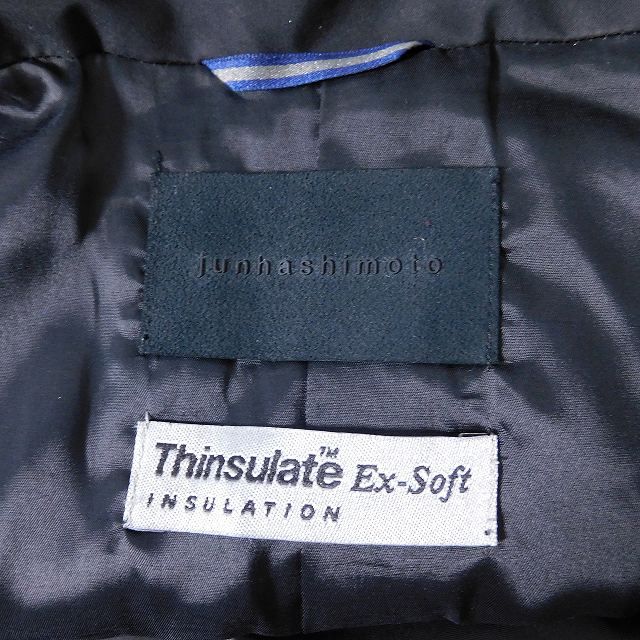 junhashimoto
Thinsulate™ Ex-Soft
INSULATION